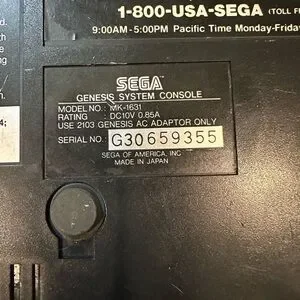 1-800-USA-SEGA (TOLL
9:00AM-5:00PM Pacific Time Monday-Friday
SEGA
GENESIS SYSTEM CONSOLE
MODEL NO. : MK-1631
RATING : DC10V 0.85A
USE 2103 GENESIS AC ADAPTOR ONLY
SERIAL NO.: G30659355
SEGA OF AMERICA, INC
MADE IN JAPAN